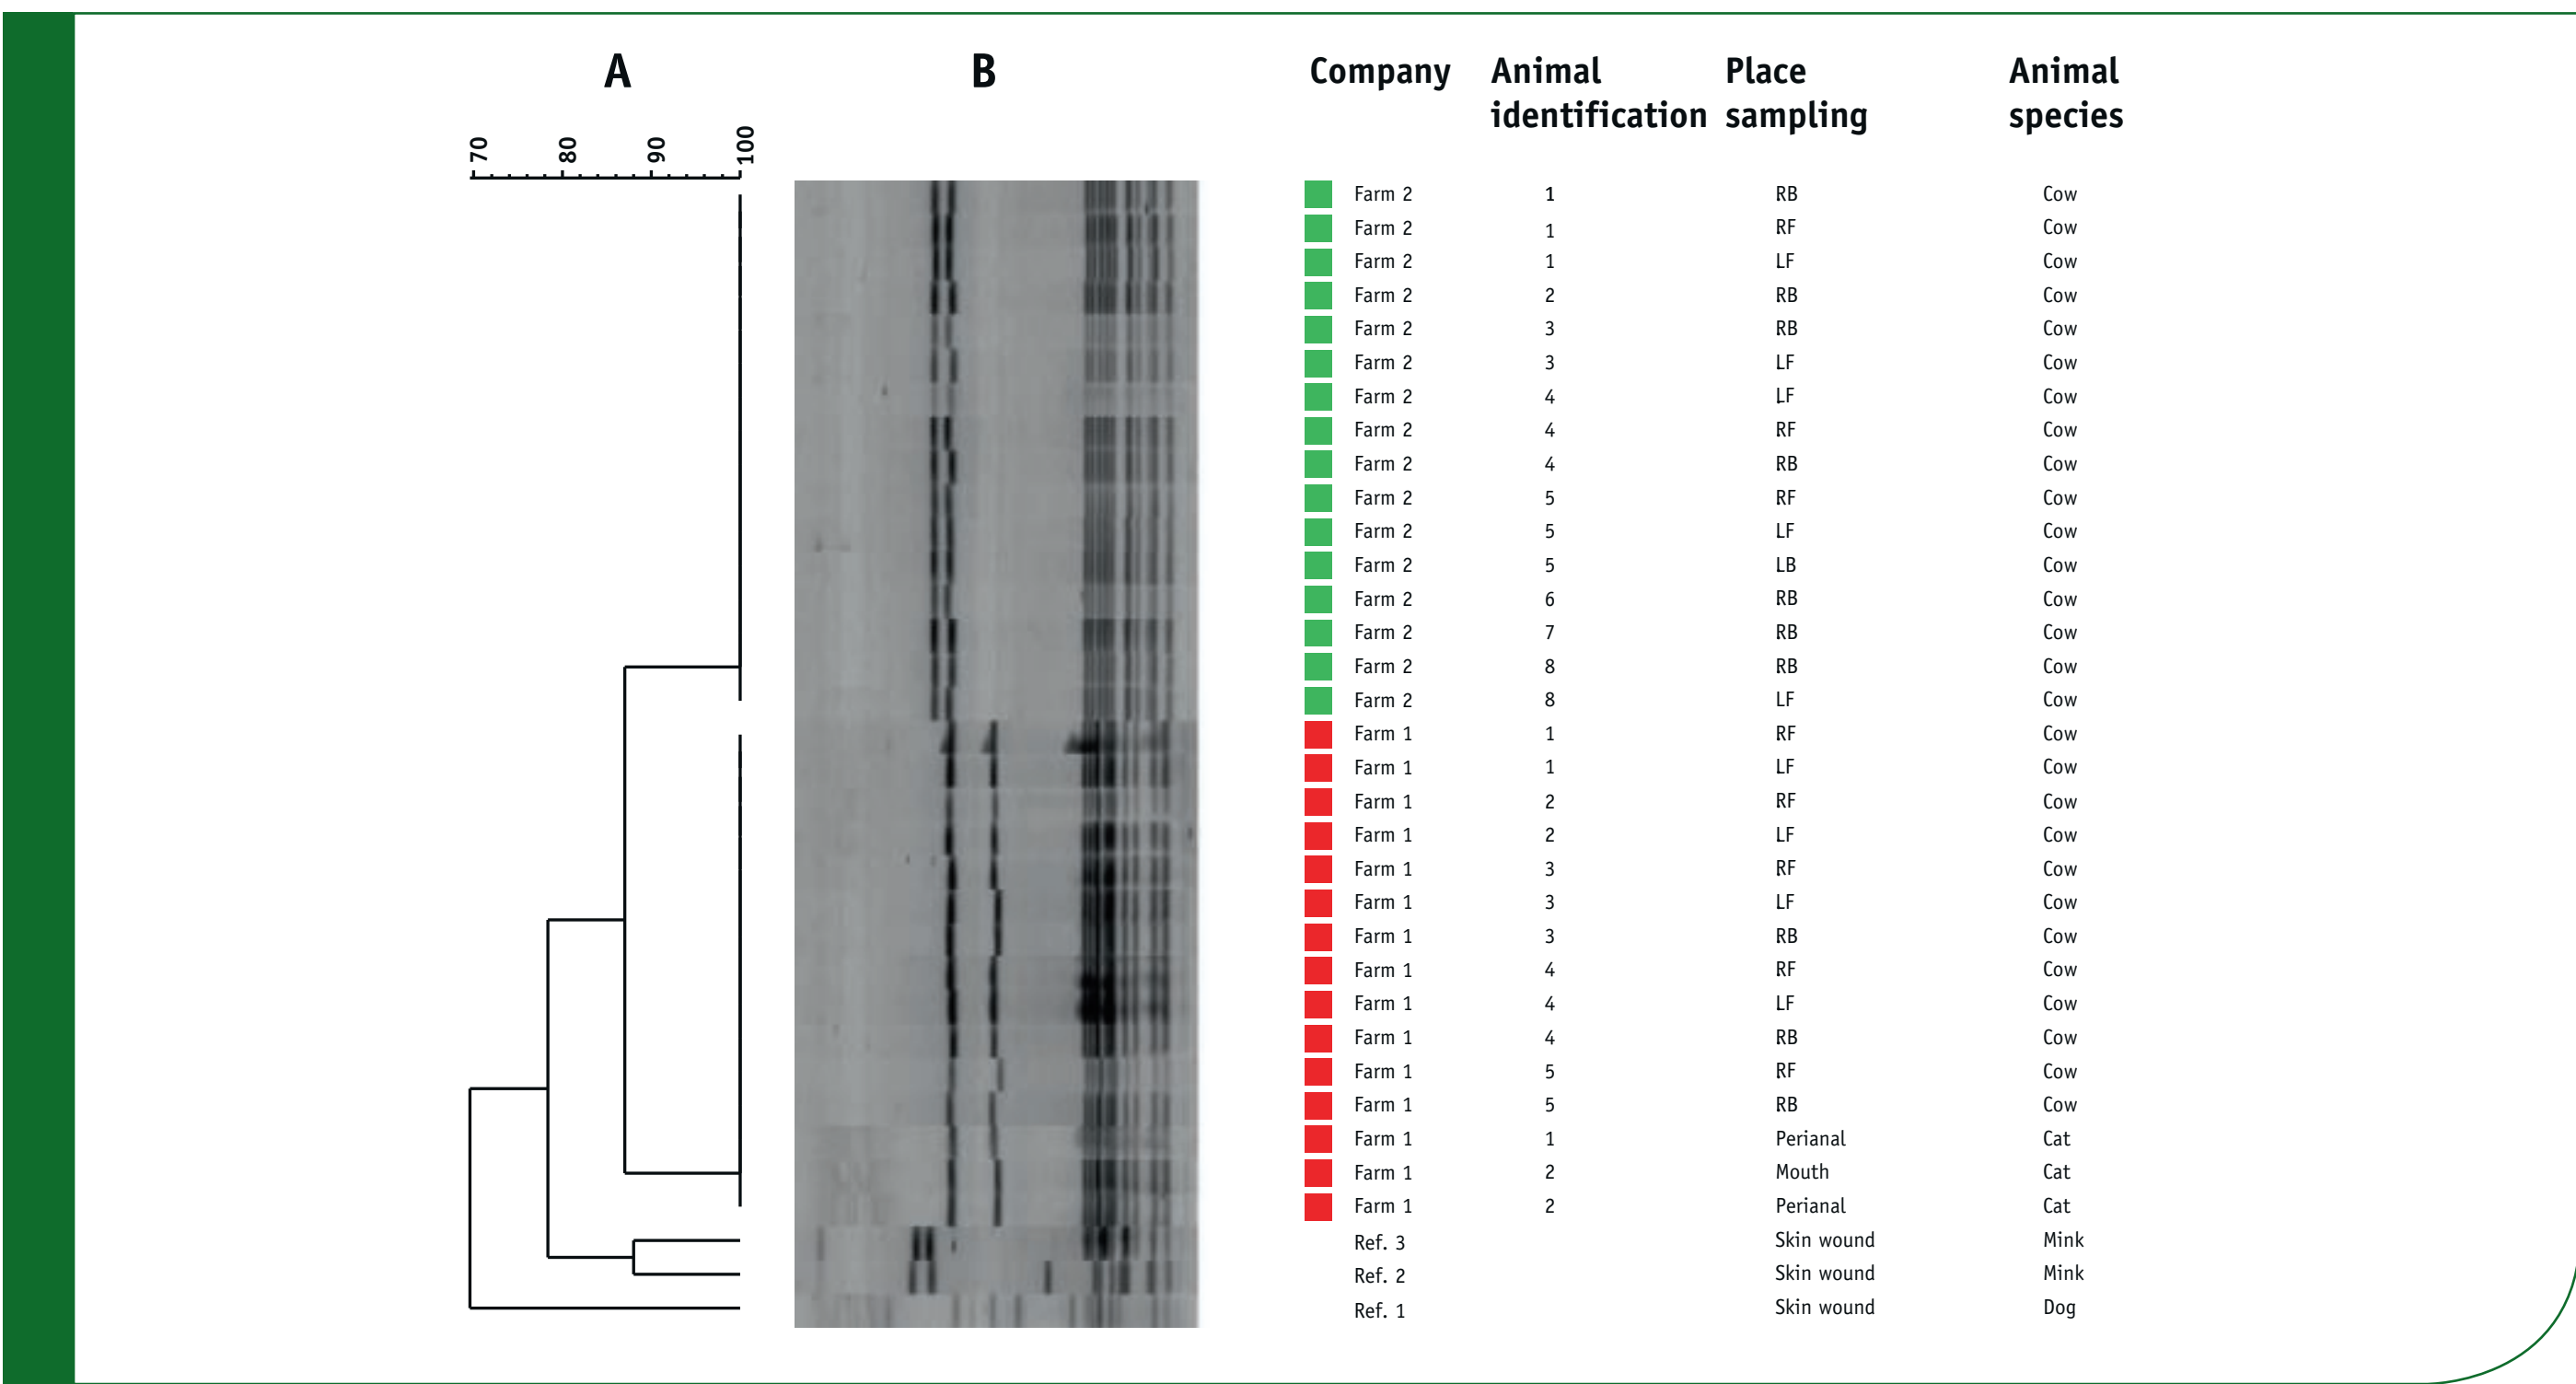 A B Company Animal Place Animal
identification sampling species
70 80 90 100
Farm 2 1 RB Cow
Farm 2 1 RF Cow
Farm 2 1 LF Cow
Farm 2 2 RB Cow
Farm 2 3 RB Cow
Farm 2 3 LF Cow
Farm 2 4 LF Cow
Farm 2 4 RF Cow
Farm 2 4 RB Cow
Farm 2 5 RF Cow
Farm 2 5 LF Cow
Farm 2 5 LB Cow
Farm 2 6 RB Cow
Farm 2 7 RB Cow
Farm 2 8 RB Cow
Farm 2 8 LF Cow
Farm 1 1 RF Cow
Farm 1 1 LF Cow
Farm 1 2 RF Cow
Farm 1 2 LF Cow
Farm 1 3 RF Cow
Farm 1 3 LF Cow
Farm 1 3 RB Cow
Farm 1 4 RF Cow
Farm 1 4 LF Cow
Farm 1 4 RB Cow
Farm 1 5 RF Cow
Farm 1 5 RB Cow
Farm 1 1 Perianal Cat
Farm 1 2 Mouth Cat
Farm 1 2 Perianal Cat
Ref. 3 Skin wound Mink
Ref. 2 Skin wound Mink
Ref. 1 Skin wound Dog